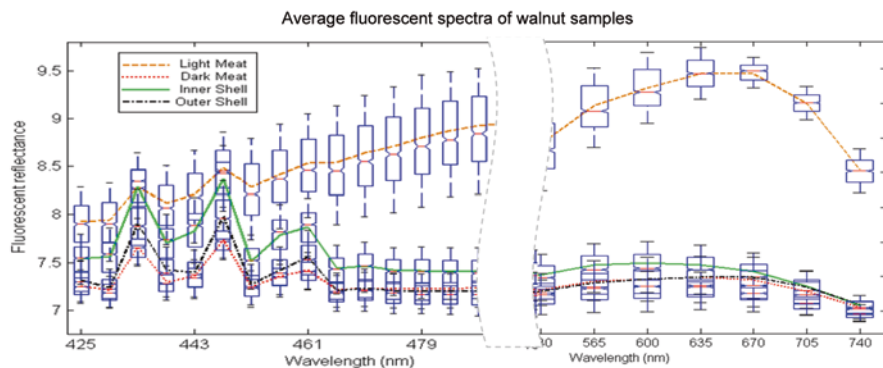 Average fluorescent spectra of walnut samples
Fluorescent reflectance
9.5
9
8.5
8
7.5
7
Light Meat
Dark Meat
Inner Shell
Outer Shell
425 443 461 479
Wavelength (nm)
565 600 635 670 705 740
Wavelength (nm)